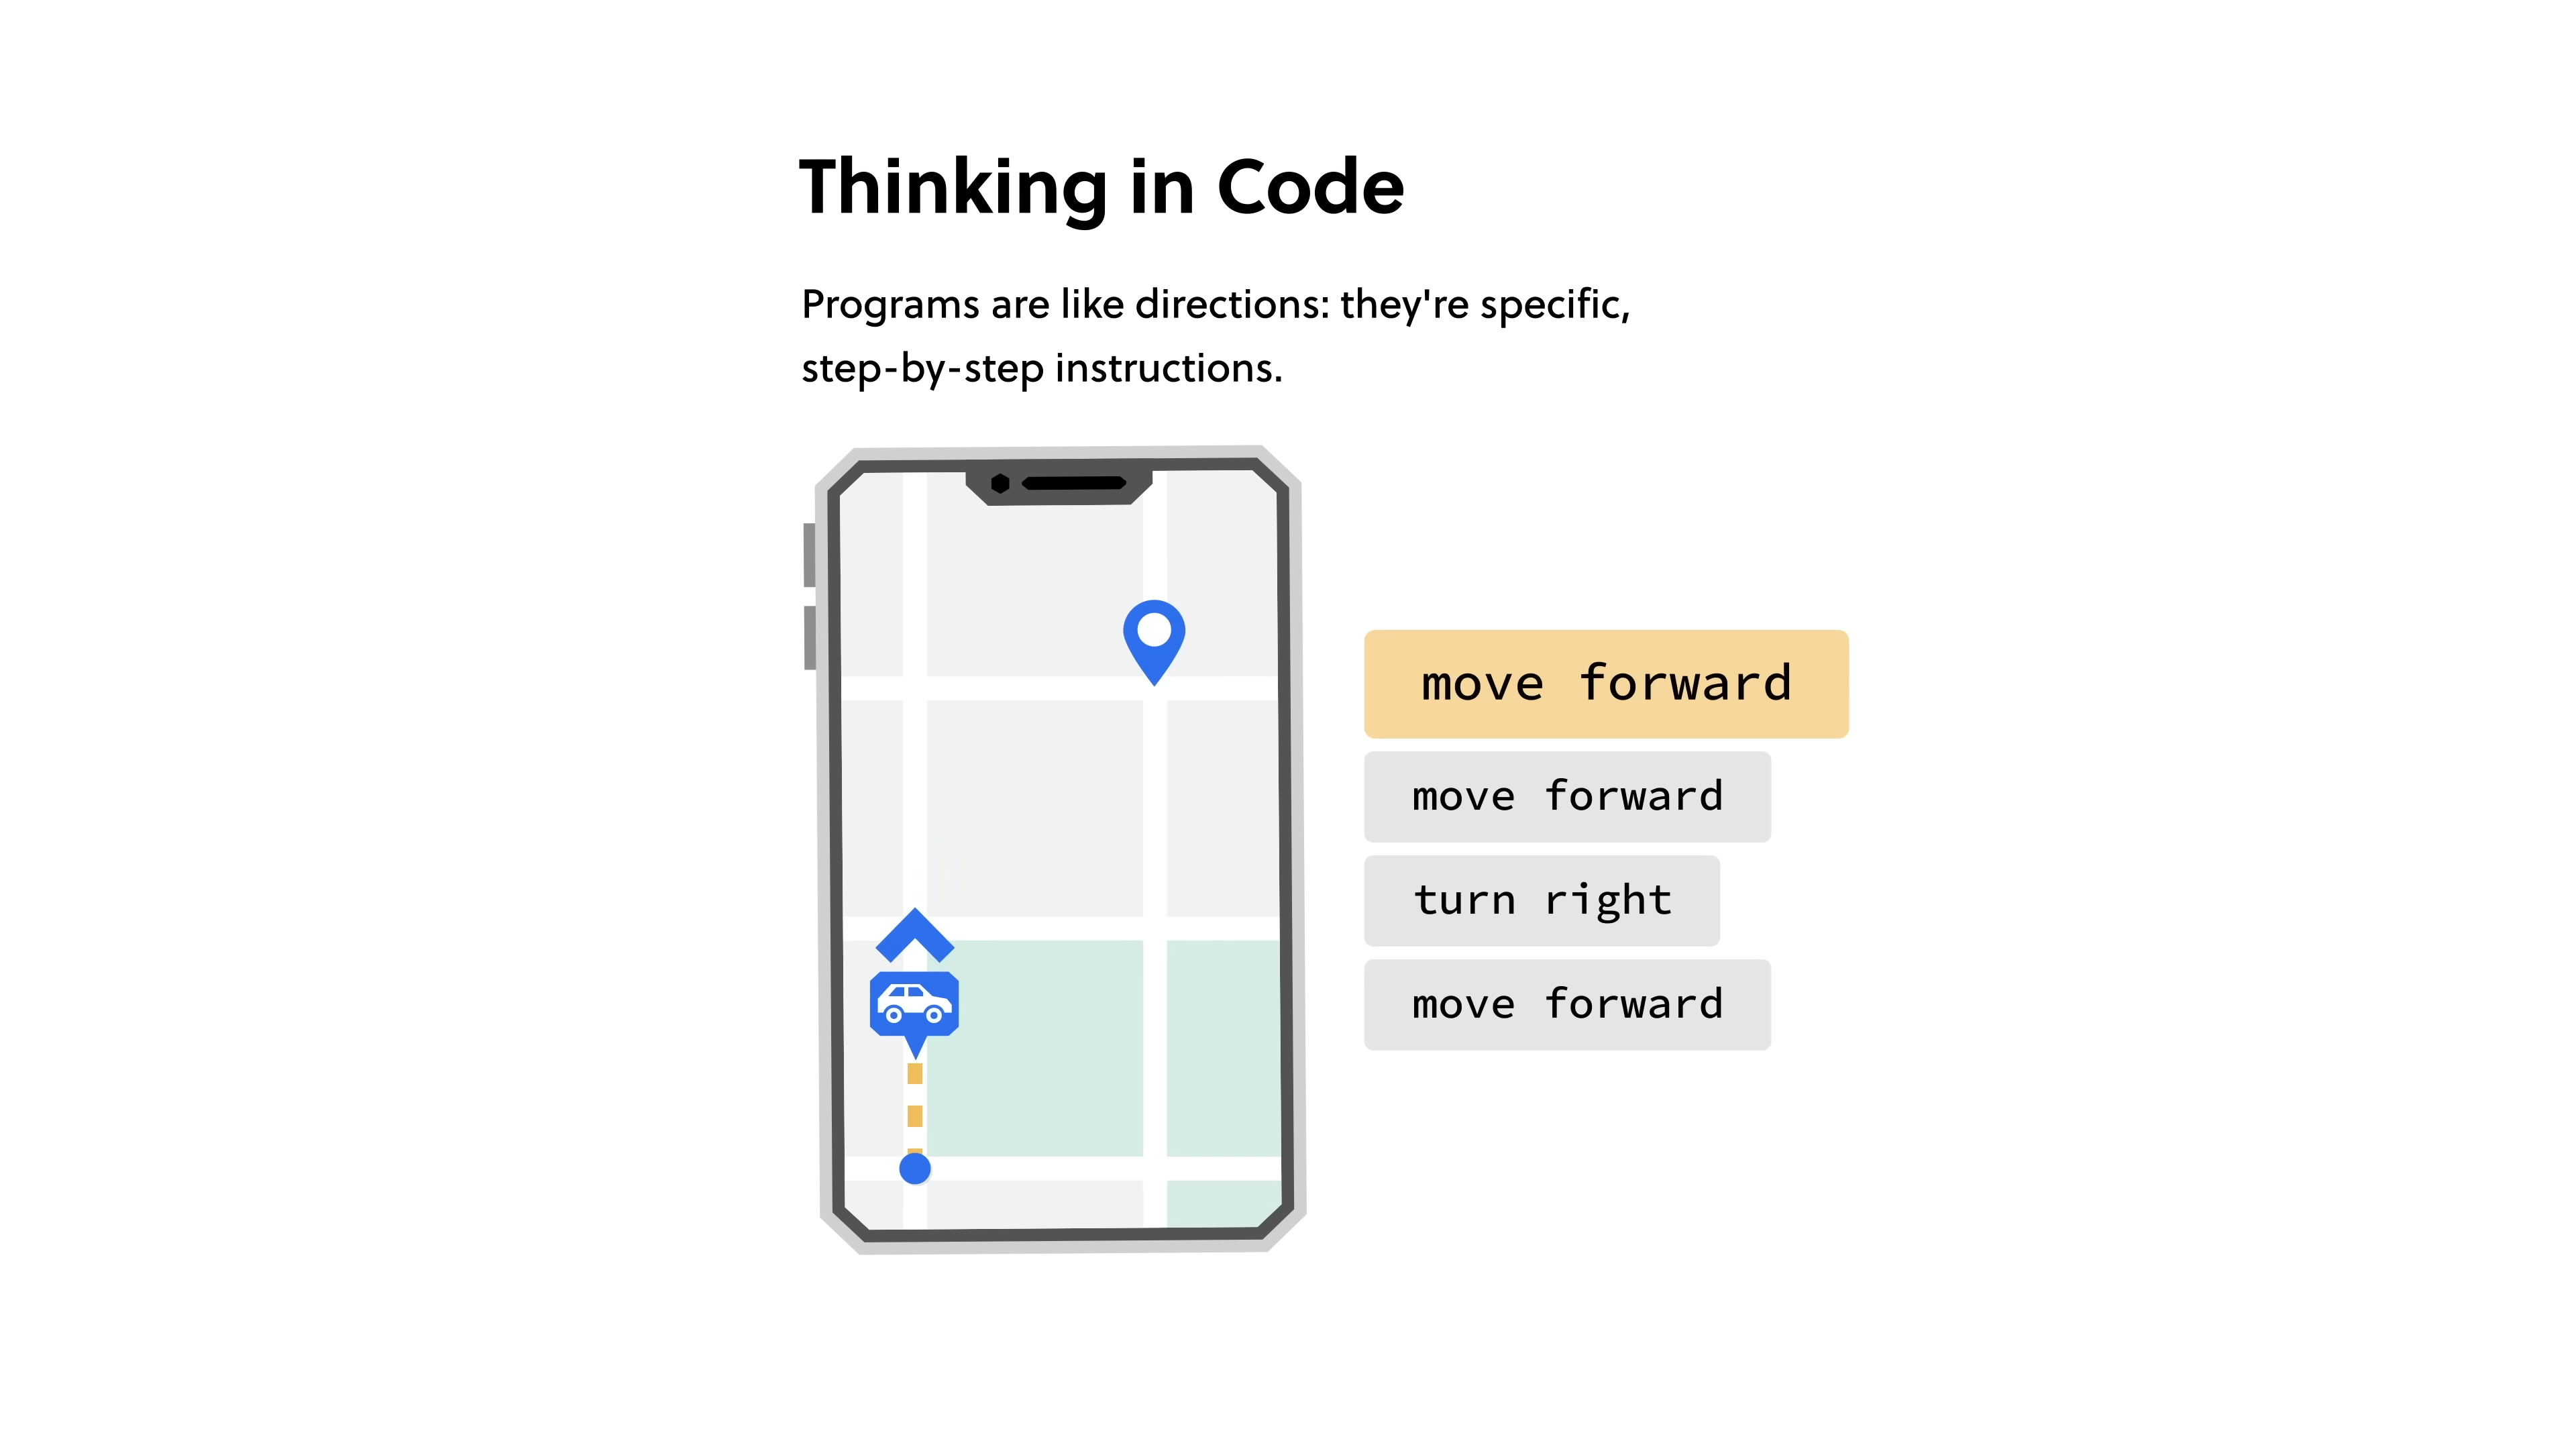 Thinking in Code
Programs are like directions: they're specific,
step-by-step instructions.
move forward
move forward
turn right
move forward